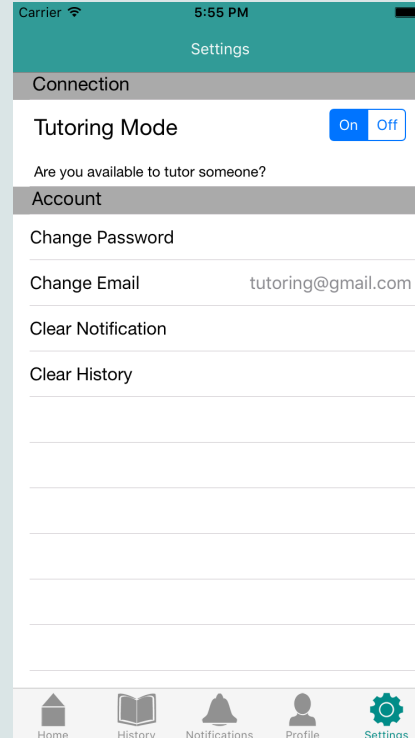 Carrier 5:55 PM
Settings
Connection
Tutoring Mode On Off
Are you available to tutor someone?
Account
Change Password
Change Email tutoring@gmail.com
Clear Notification
Clear History
Home History Notifications Profile Settings